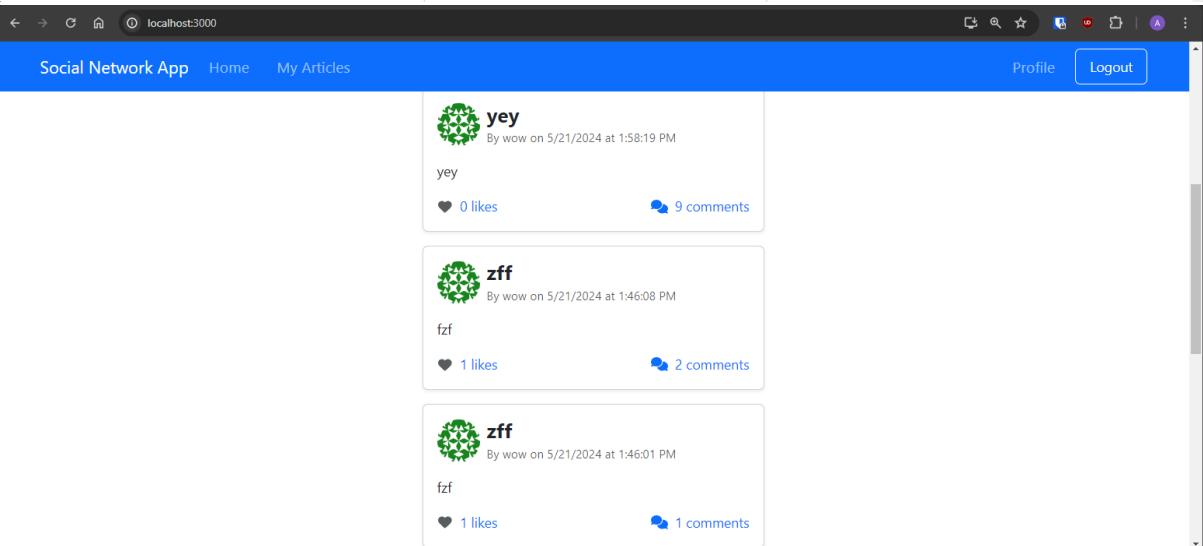 localhost:3000
A
Social Network App Home My Articles Profile Logout
yey
By wow on 5/21/2024 at 1:58:19 PM
yey
0 likes 9 comments
zff
By wow on 5/21/2024 at 1:46:08 PM
fzf
1 likes 2 comments
zff
By wow on 5/21/2024 at 1:46:01 PM
fzf
1 likes 1 comments